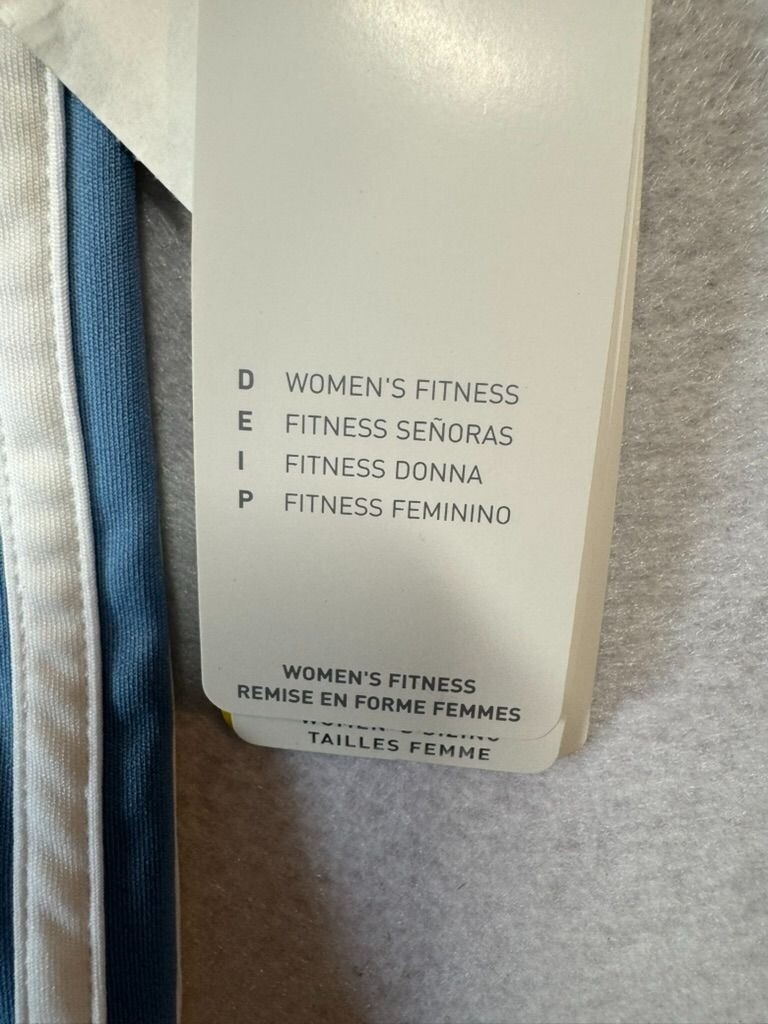 D WOMEN'S FITNESS
E FITNESS SEÑORAS
I FITNESS DONNA
P FITNESS FEMININO
WOMEN'S FITNESS
REMISE EN FORME FEMMES
TAILLES FEMME